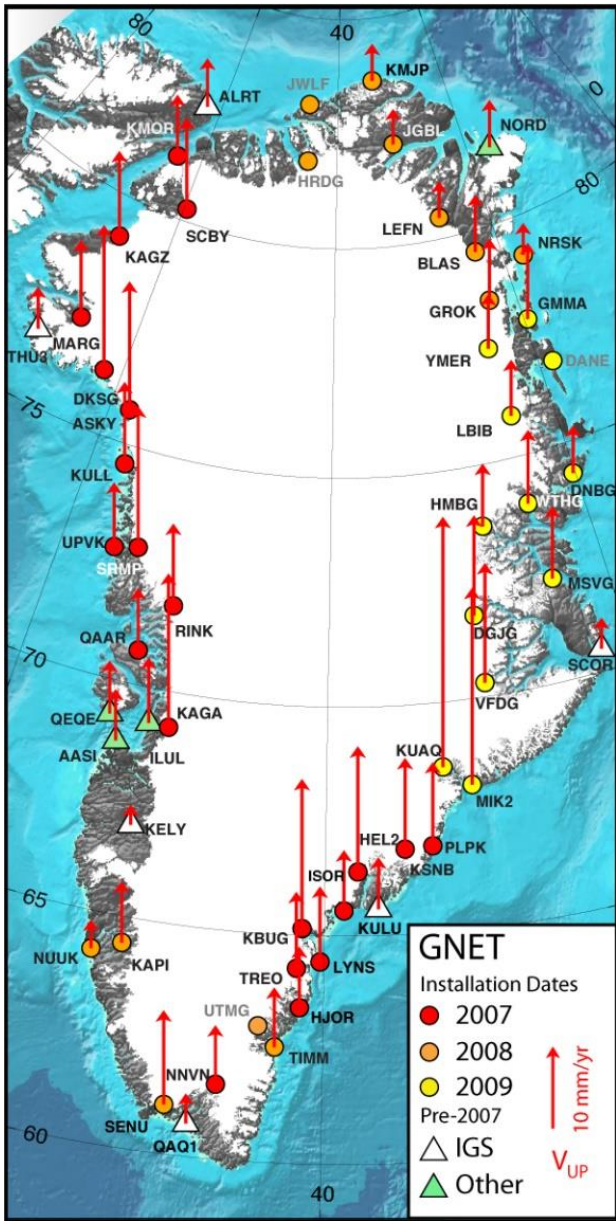 40
80
ALRT
JWLF
KMJP
KMOR
JGBL
NORD
HRDG
80
SCBY
LEFN
KAGZ
BLAS
NRSK
GROK
GMMA
THU3
MARG
YMER
DANE
DKSG
75
ASKY
LBIB
KULL
DNBG
HMBG
WTHG
UPVK
SRMP
MSVG
RINK
DGJG
QAAR
SCOR
70
VFDG
QEQE
KAGA
AASI
ILUL
KUAQ
MIK2
KELY
HEL2
PLPK
KSNB
ISOR
65
KULU
KBUG
NUUK
KAPI
LYNS
TREO
UTMG
HJOR
TIMM
NNVN
SENU
QAQ1
60
40
GNET
Installation Dates
2007
2008
2009
Pre-2007
IGS
Other
10 mm/yr
VUP